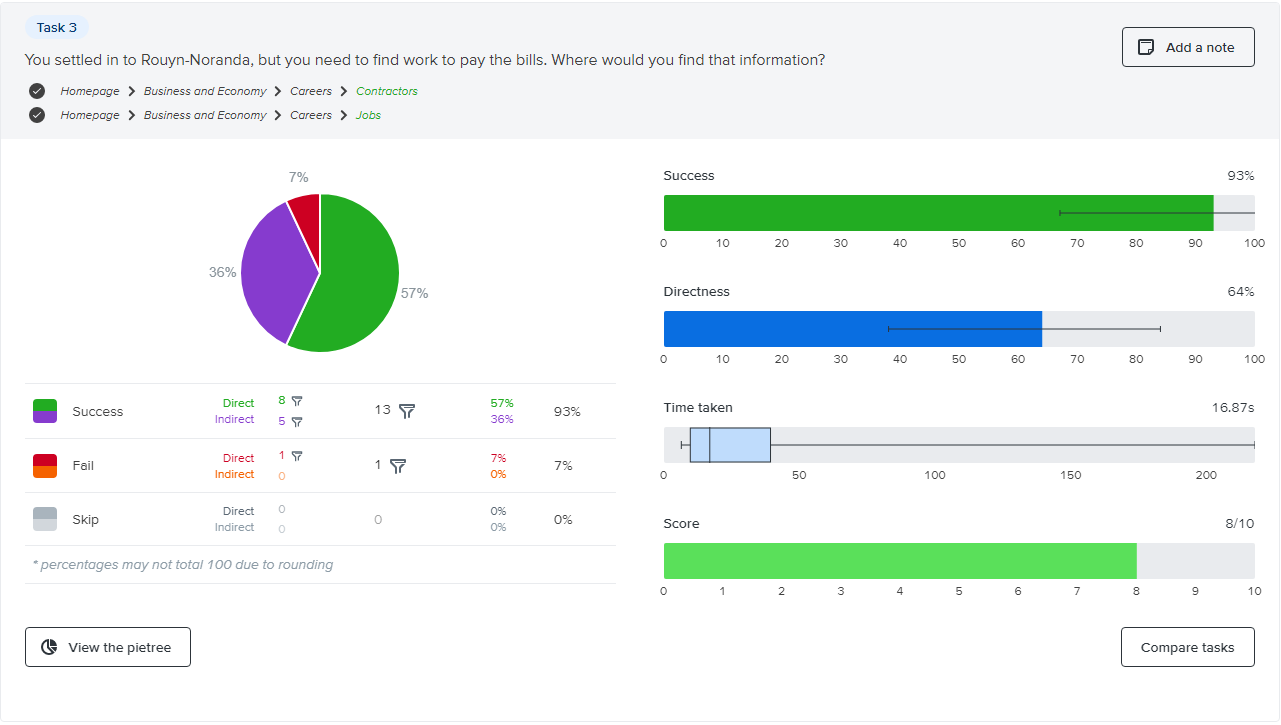 Task 3
You settled in to Rouyn-Noranda, but you need to find work to pay the bills. Where would you find that information?
Add a note
Homepage > Business and Economy > Careers > Contractors
Homepage > Business and Economy > Careers > Jobs
7%
36%
57%
Success Direct 8 13 57% 93%
Indirect 5 36%
Fail Direct 1 1 7% 7%
Indirect 0 0%
Skip Direct 0 0 0% 0%
Indirect 0 0%
* percentages may not total 100 due to rounding
View the pietree
Success 93%
0 10 20 30 40 50 60 70 80 90 100
Directness 64%
0 10 20 30 40 50 60 70 80 90 100
Time taken 16.87s
0 50 100 150 200
Score 8/10
0 1 2 3 4 5 6 7 8 9 10
Compare tasks